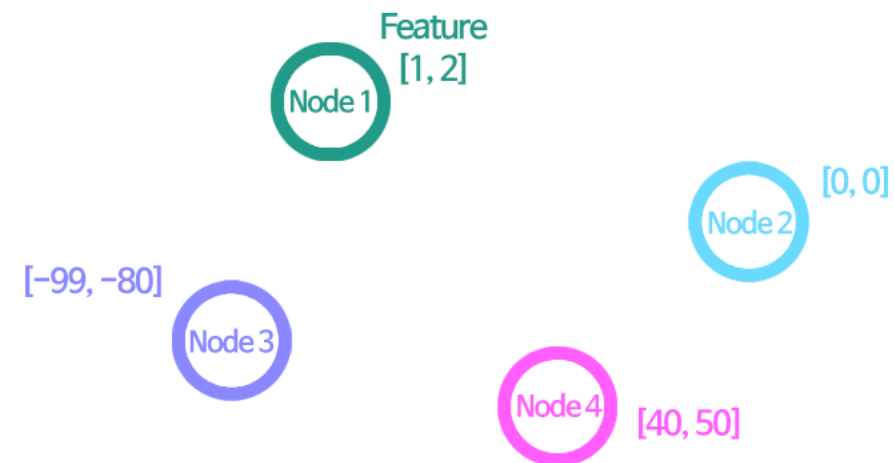 Feature
[1, 2]
Node 1
[0, 0]
Node 2
[-99, -80]
Node 3
Node 4
[40, 50]